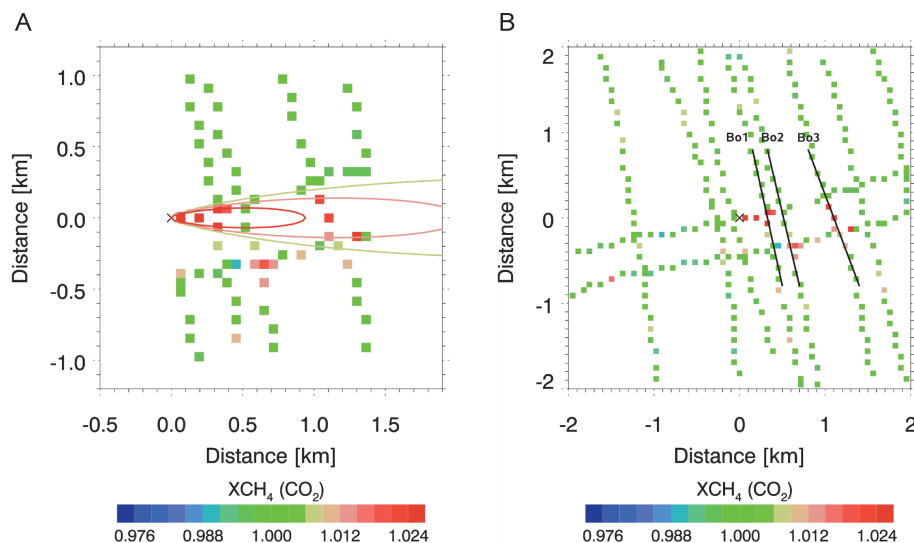 A
B
1.0
0.5
0.0
-0.5
-1.0
Distance [km]
-0.5 0.0 0.5 1.0 1.5
Distance [km]
XCH₄ (CO₂)
0.976 0.988 1.000 1.012 1.024
2
1
0
-1
-2
Distance [km]
Bo1 Bo2 Bo3
-2 -1 0 1 2
Distance [km]
XCH₄ (CO₂)
0.976 0.988 1.000 1.012 1.024